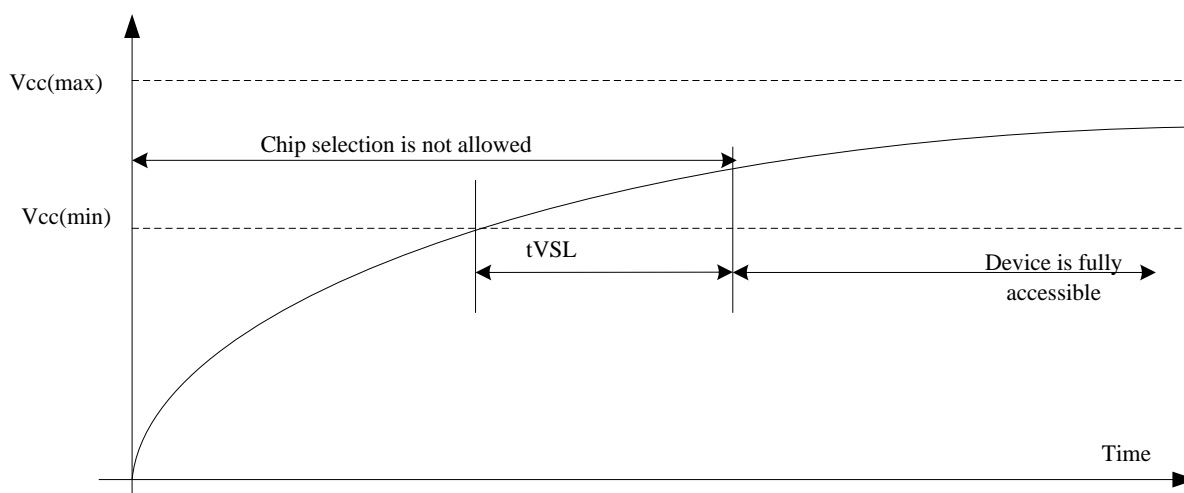 Vcc(max)
Chip selection is not allowed
Vcc(min)
tVSL
Device is fully
accessible
Time